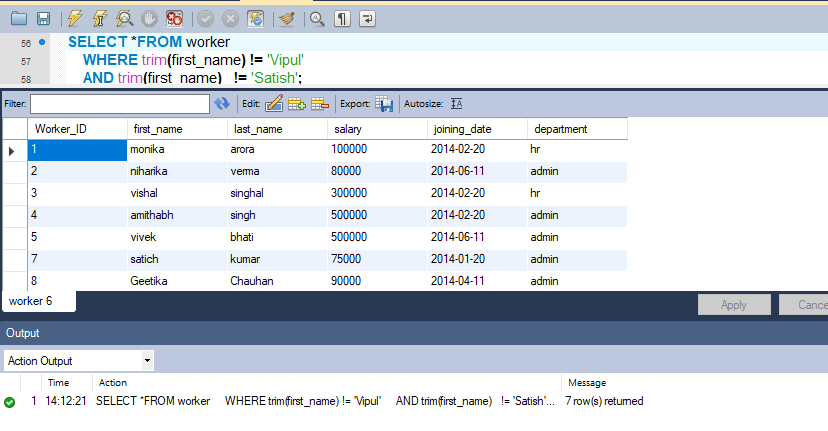 56 SELECT *FROM worker
57 WHERE trim(first_name) != 'Vipul'
58 AND trim(first_name) != 'Satish';
Filter: Edit: Export: Autosize:
Worker_ID first_name last_name salary joining_date department
1 monika arora 100000 2014-02-20 hr
2 niharika verma 80000 2014-06-11 admin
3 vishal singhal 300000 2014-02-20 hr
4 amithabh singh 500000 2014-02-20 admin
5 vivek bhati 500000 2014-06-11 admin
7 satich kumar 75000 2014-01-20 admin
8 Geetika Chauhan 90000 2014-04-11 admin
worker 6
Apply Cance
Output
Action Output
Time Action Message
1 14:12:21 SELECT *FROM worker WHERE trim(first_name) != 'Vipul' AND trim(first_name) != 'Satish'... 7 row(s) returned